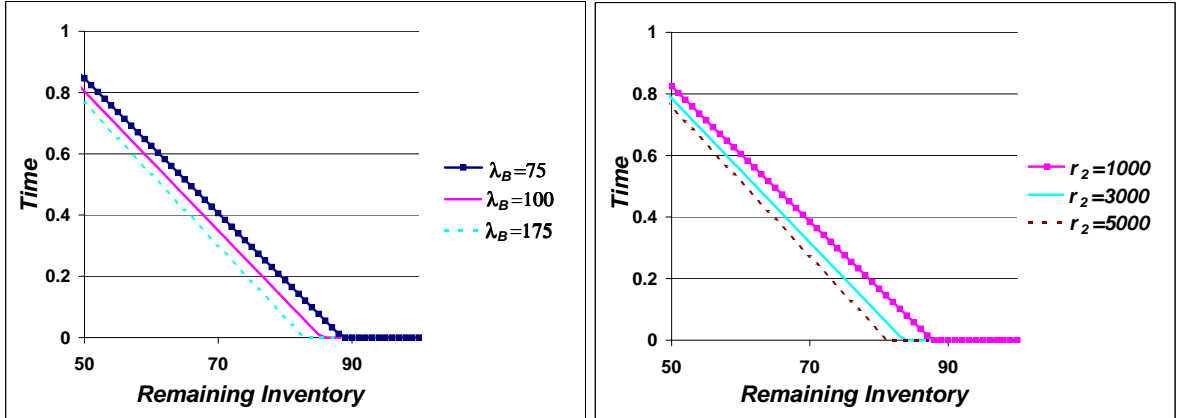 1
0.8
0.6
0.4
0.2
0
50
70
90
Time
Remaining Inventory
λB=75
λB=100
λB=175
1
0.8
0.6
0.4
0.2
0
50
70
90
Time
Remaining Inventory
r2=1000
r2=3000
r2=5000